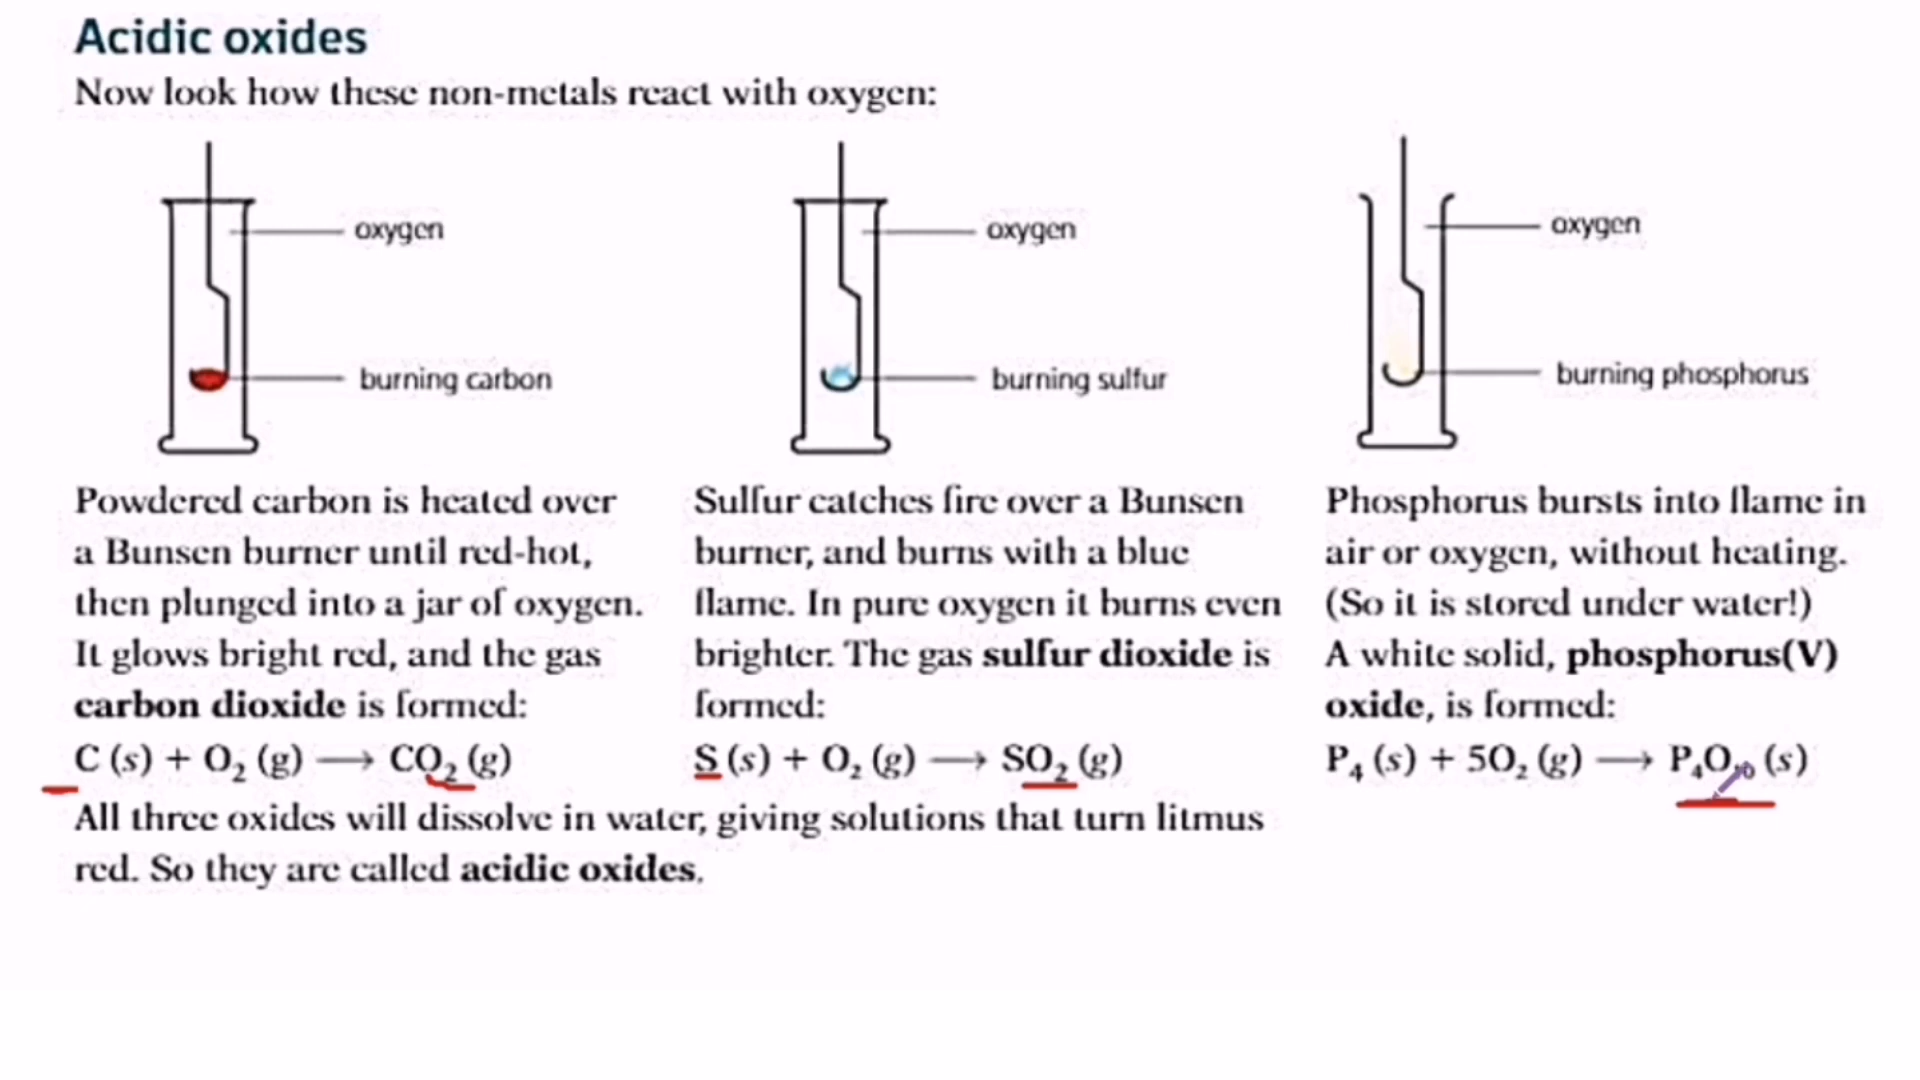 Acidic oxides
Now look how these non-metals react with oxygen:
oxygen
burning carbon
oxygen
burning sulfur
oxygen
burning phosphorus
Powdered carbon is heated over
a Bunsen burner until red-hot,
then plunged into a jar of oxygen.
It glows bright red, and the gas
carbon dioxide is formed:
C (s) + O₂ (g) ⟶ CO₂ (g)
Sulfur catches fire over a Bunsen
burner, and burns with a blue
flame. In pure oxygen it burns even
brighter. The gas sulfur dioxide is
formed:
S (s) + O₂ (g) ⟶ SO₂ (g)
Phosphorus bursts into flame in
air or oxygen, without heating.
(So it is stored under water!)
A white solid, phosphorus(V)
oxide, is formed:
P₄ (s) + 5O₂ (g) ⟶ P₄O₁₀ (s)
All three oxides will dissolve in water, giving solutions that turn litmus
red. So they are called acidic oxides.